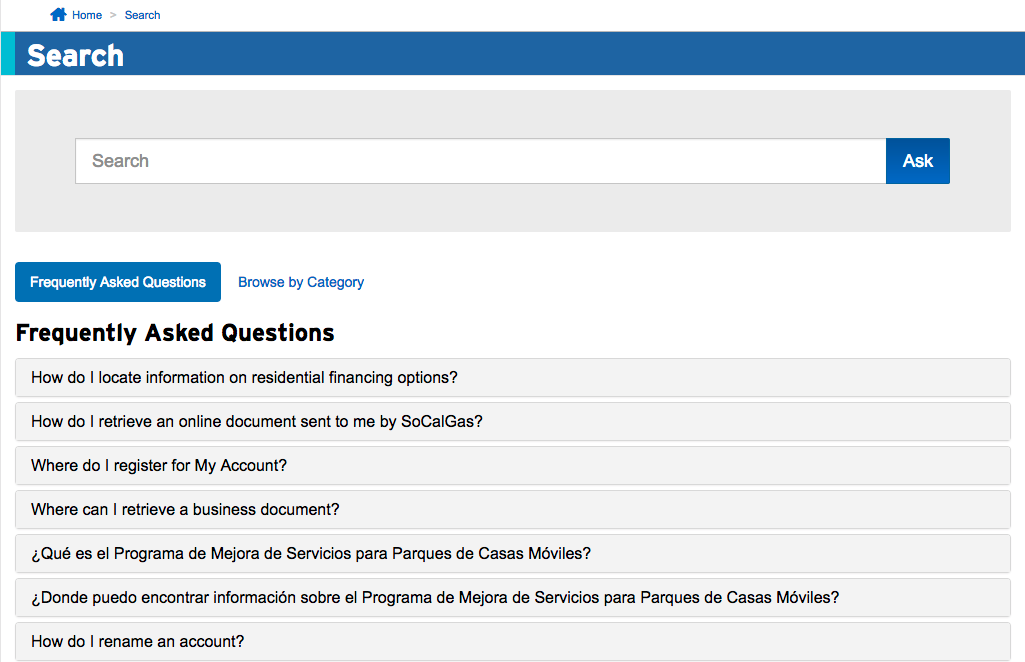 Home > Search
Search
Search
Ask
Frequently Asked Questions
Browse by Category
Frequently Asked Questions
How do I locate information on residential financing options?
How do I retrieve an online document sent to me by SoCalGas?
Where do I register for My Account?
Where can I retrieve a business document?
¿Qué es el Programa de Mejora de Servicios para Parques de Casas Móviles?
¿Donde puedo encontrar información sobre el Programa de Mejora de Servicios para Parques de Casas Móviles?
How do I rename an account?